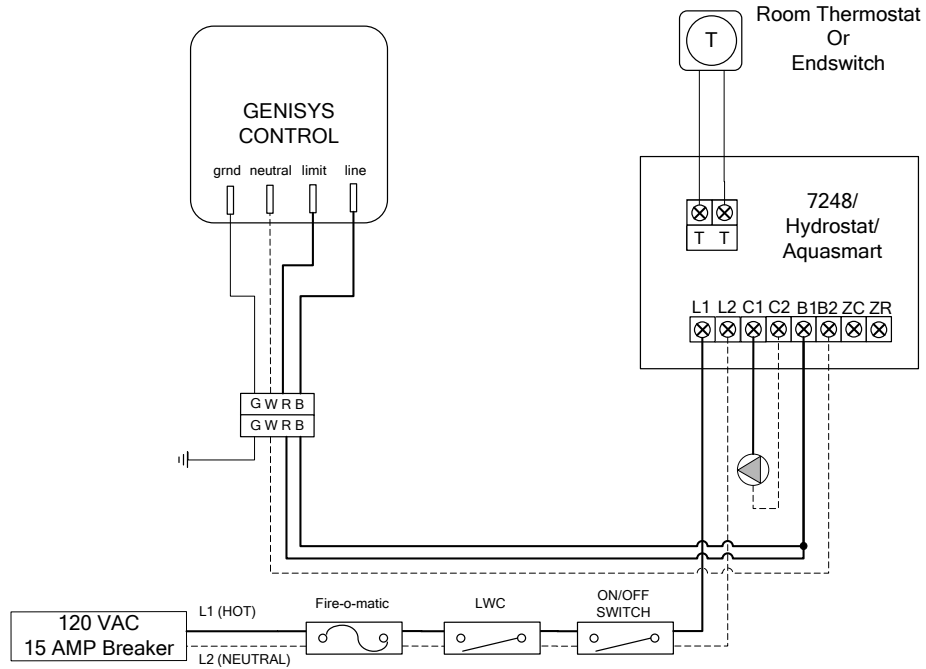 Room Thermostat
Or
Endswitch
T
GENISYS
CONTROL
grnd neutral limit line
7248/
Hydrostat/
Aquasmart
T T
L1 L2 C1 C2 B1 B2 ZC ZR
G W R B
G W R B
120 VAC
15 AMP Breaker
L1 (HOT)
L2 (NEUTRAL)
Fire-o-matic
LWC
ON/OFF
SWITCH